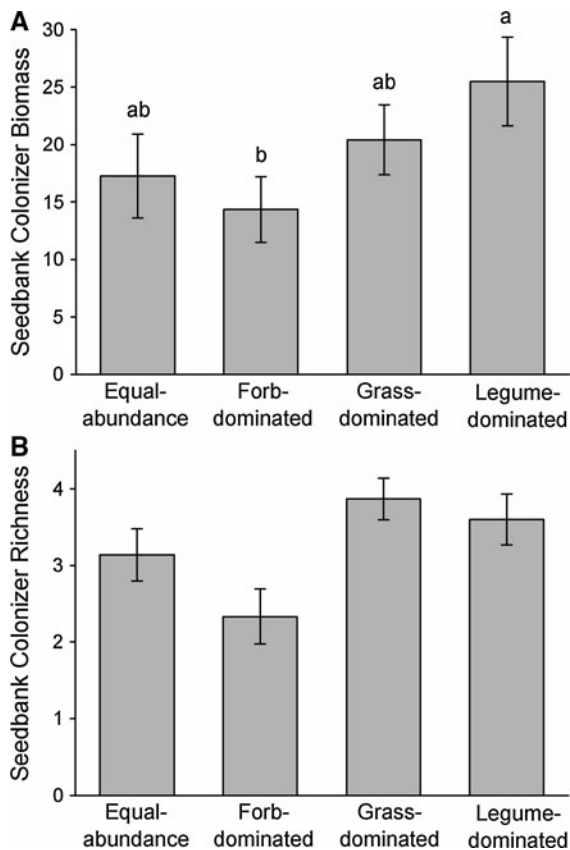 A
Seedbank Colonizer Biomass
30
25
20
15
10
5
0
ab
b
ab
a
Equal-
abundance
Forb-
dominated
Grass-
dominated
Legume-
dominated
B
Seedbank Colonizer Richness
4
3
2
1
0
Equal-
abundance
Forb-
dominated
Grass-
dominated
Legume-
dominated